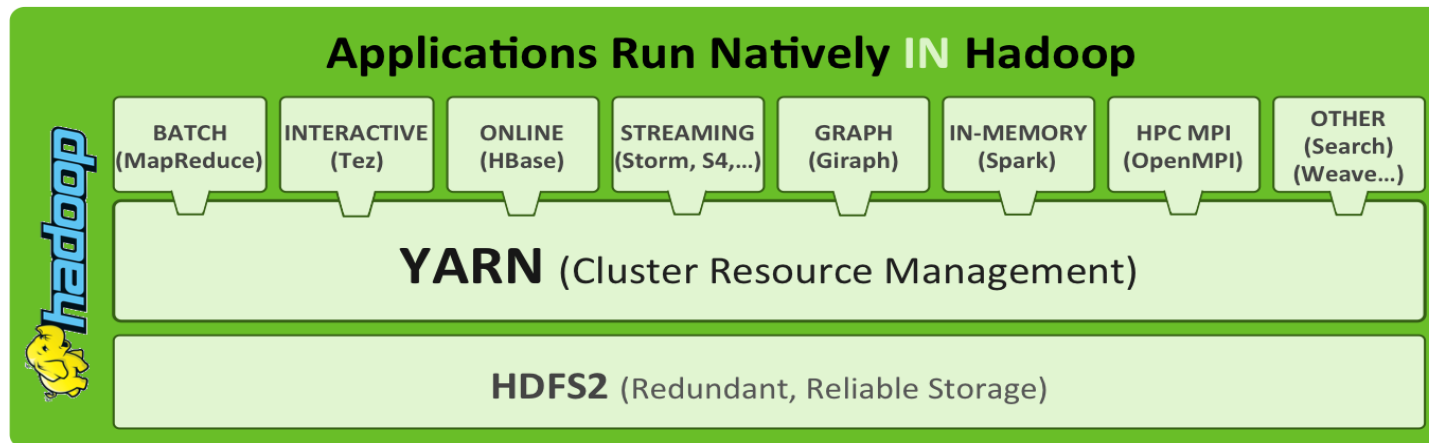 Applications Run Natively IN Hadoop
hadoop
BATCH
(MapReduce)
INTERACTIVE
(Tez)
ONLINE
(HBase)
STREAMING
(Storm, S4,...)
GRAPH
(Giraph)
IN-MEMORY
(Spark)
HPC MPI
(OpenMPI)
OTHER
(Search)
(Weave...)
YARN (Cluster Resource Management)
HDFS2 (Redundant, Reliable Storage)